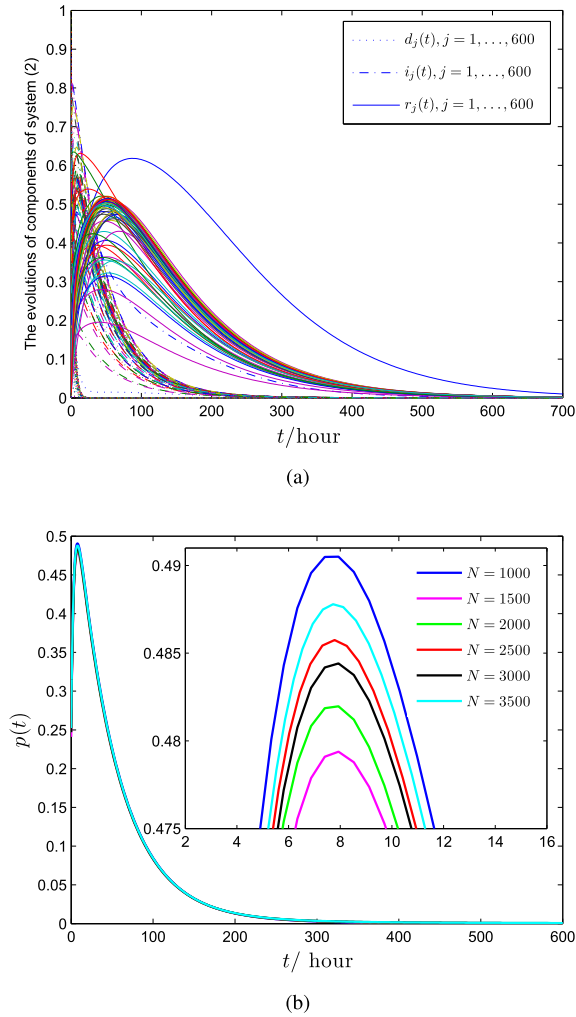 The evolutions of components of system (2)
1
0.9
0.8
0.7
0.6
0.5
0.4
0.3
0.2
0.1
0
d_j(t), j = 1, . . . , 600
i_j(t), j = 1, . . . , 600
r_j(t), j = 1, . . . , 600
0 100 200 300 400 500 600 700
t/hour
(a)
p(t)
0.5
0.45
0.4
0.35
0.3
0.25
0.2
0.15
0.1
0.05
0
0.49
0.485
0.48
0.475
N = 1000
N = 1500
N = 2000
N = 2500
N = 3000
N = 3500
2 4 6 8 10 12 14 16
0 100 200 300 400 500 600
t/ hour
(b)